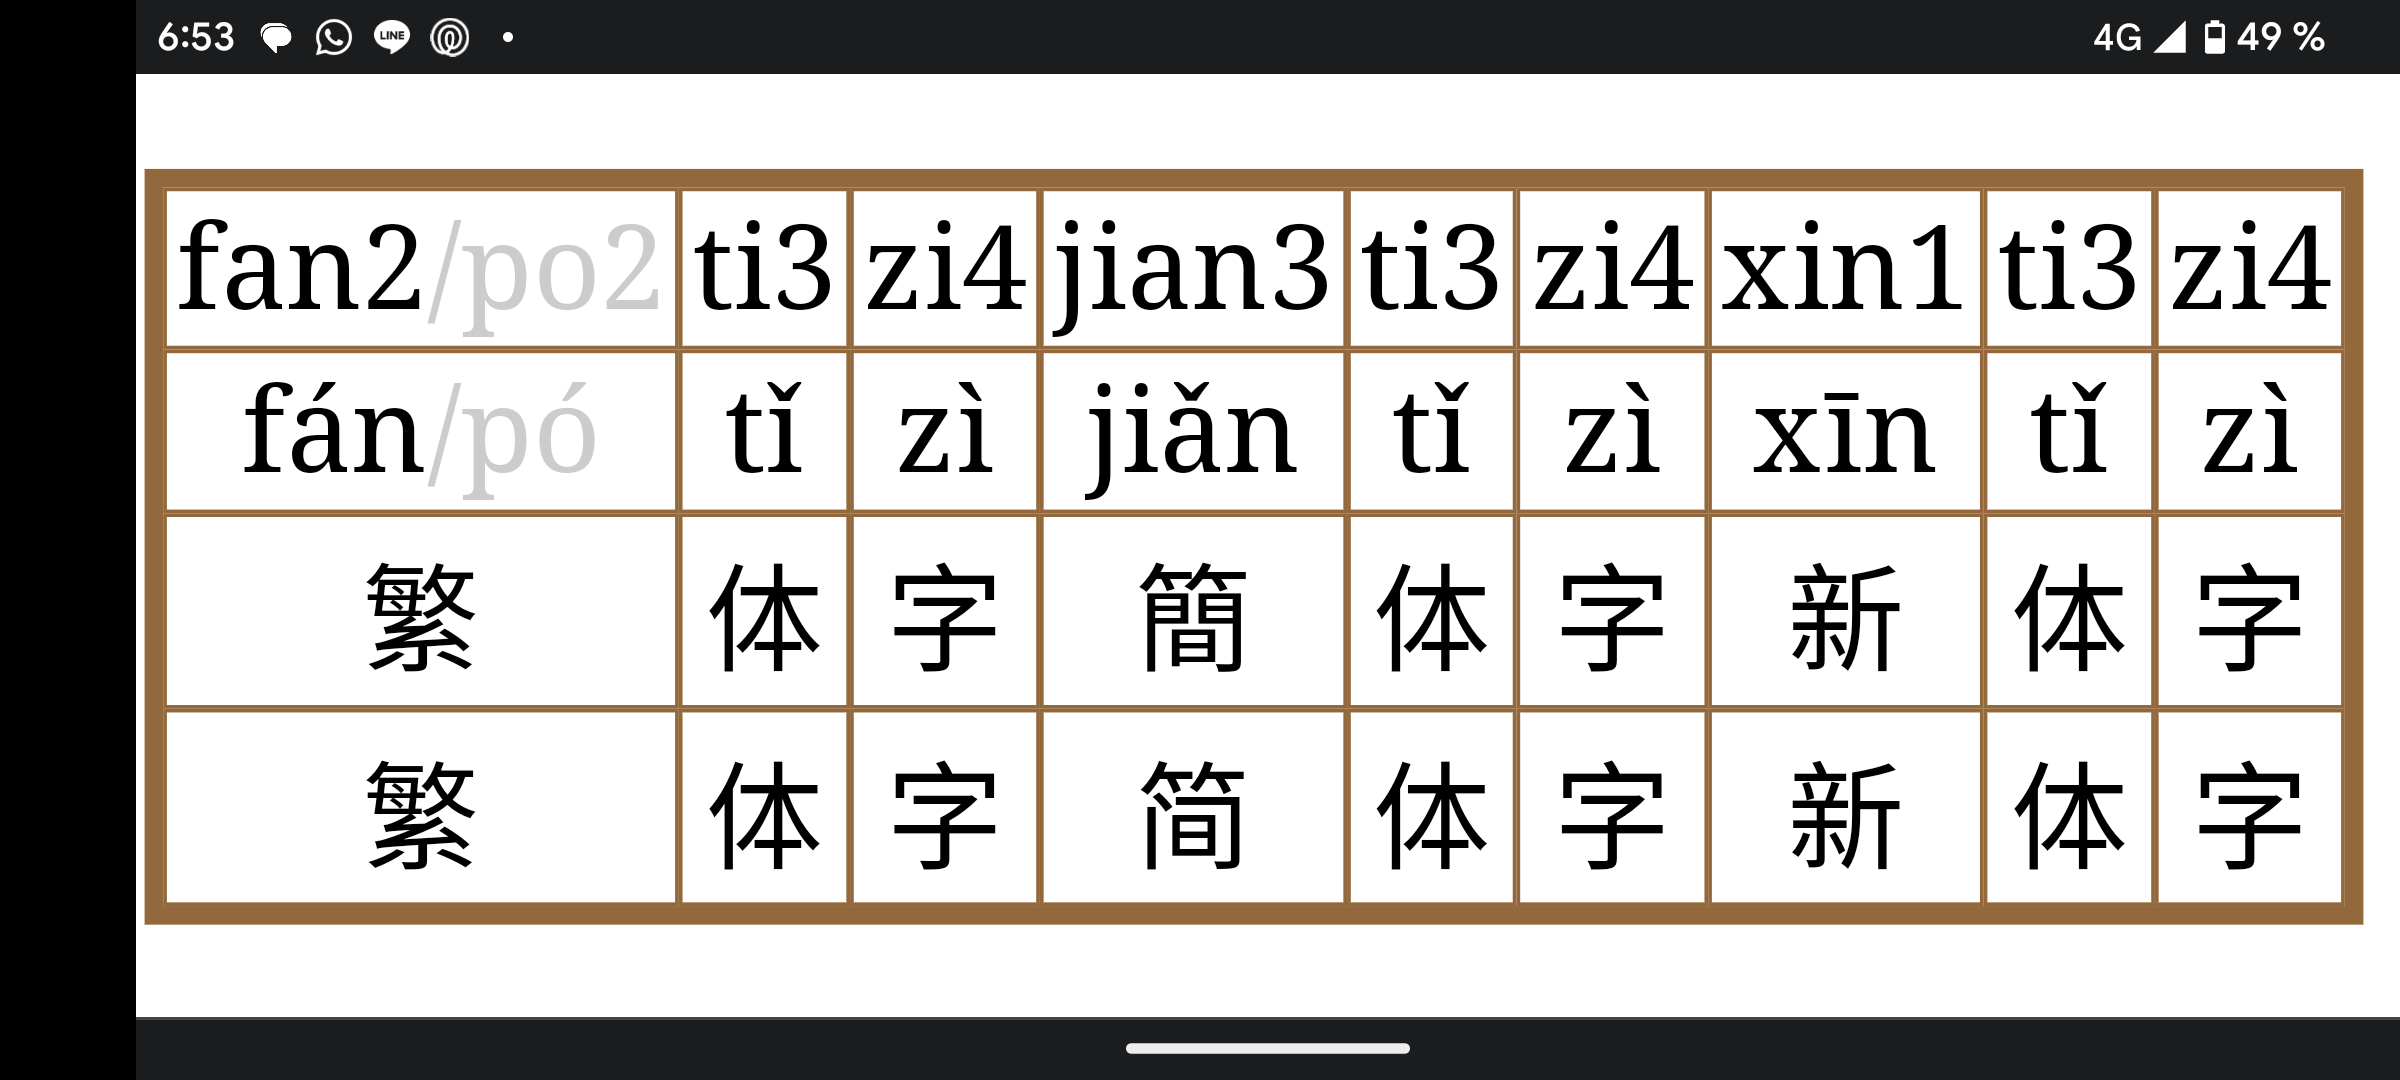 6:53 LINE 4G 49 %
fan2/po2 ti3 zi4 jian3 ti3 zi4 xin1 ti3 zi4
fán/pó tǐ zì jiǎn tǐ zì xīn tǐ zì
繁 体 字 簡 体 字 新 体 字
繁 体 字 简 体 字 新 体 字